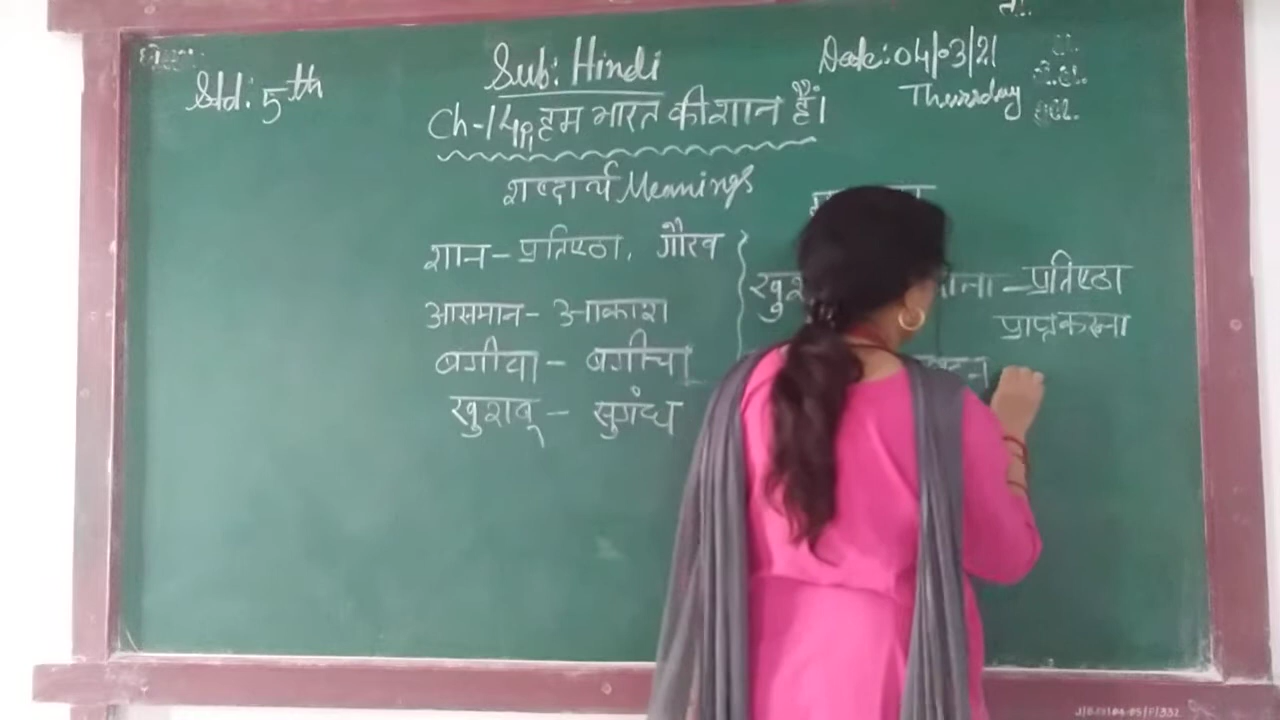 Std: 5th
Sub: Hindi
Date: 04/03/21
Thursday
Ch-14 हम भारत की शान हैं।
शब्दार्थ Meanings
शान - प्रतिष्ठा, गौरव
आसमान - आकाश
बगीया - बगीचा
खुशबू - सुगंध
प्रतिष्ठा
प्राप्त करना